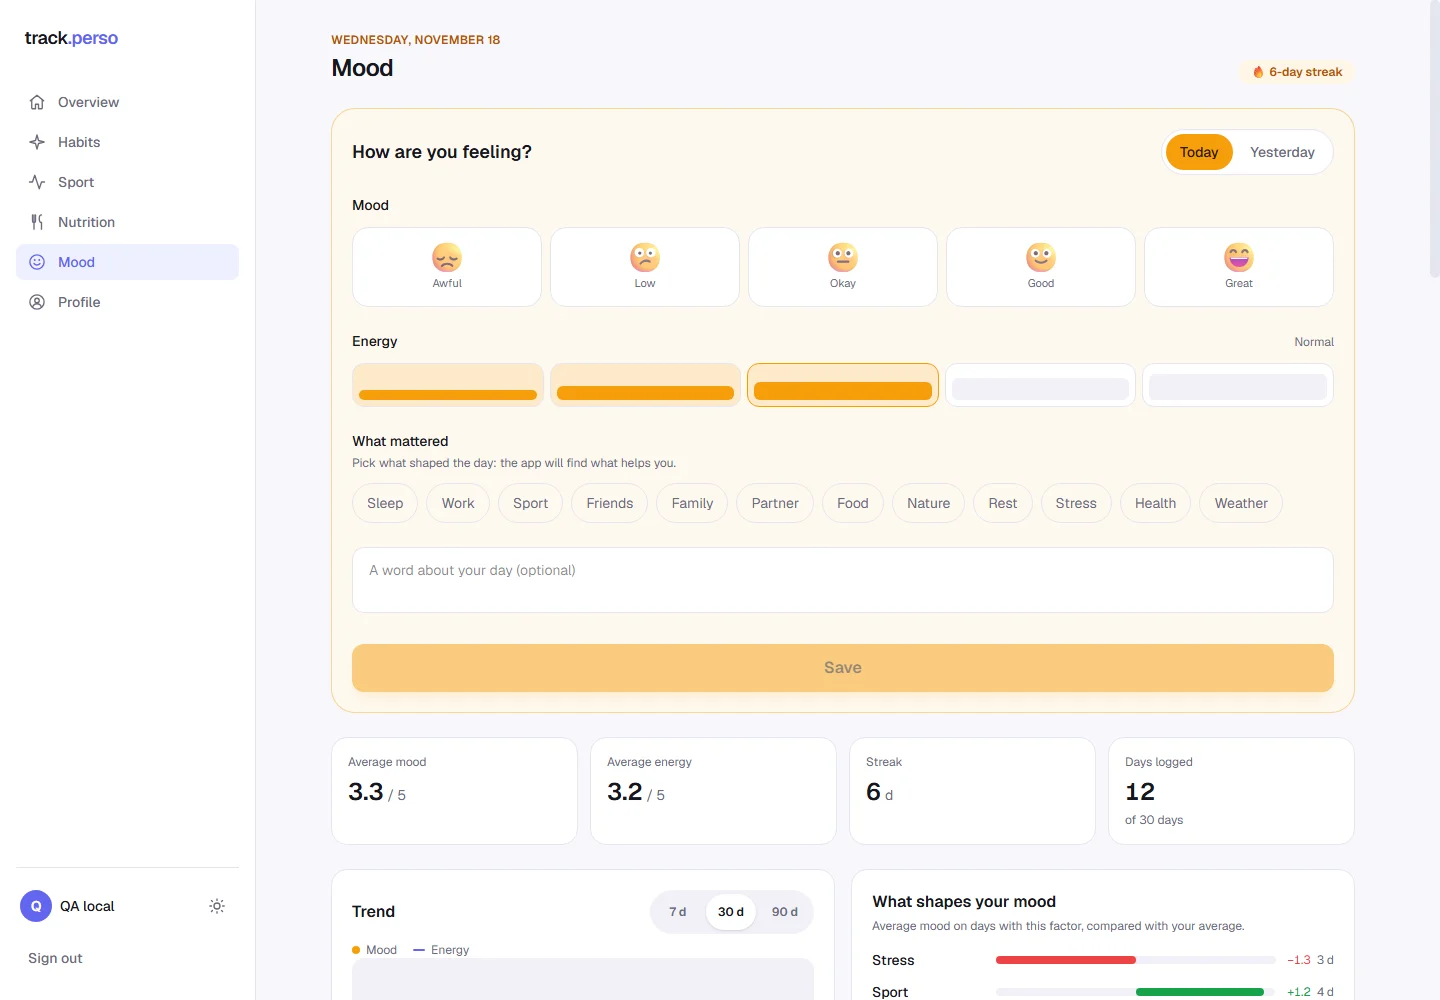 track.perso
Overview
Habits
Sport
Nutrition
Mood
Profile
Q
QA local
Sign out
WEDNESDAY, NOVEMBER 18
Mood
6-day streak
How are you feeling?
Today
Yesterday
Mood
Awful
Low
Okay
Good
Great
Energy
Normal
What mattered
Pick what shaped the day: the app will find what helps you.
Sleep
Work
Sport
Friends
Family
Partner
Food
Nature
Rest
Stress
Health
Weather
A word about your day (optional)
Save
Average mood
3.3 / 5
Average energy
3.2 / 5
Streak
6 d
Days logged
12
of 30 days
Trend
7 d
30 d
90 d
Mood
Energy
What shapes your mood
Average mood on days with this factor, compared with your average.
Stress
−1.3 3 d
Sport
+1.2 4 d